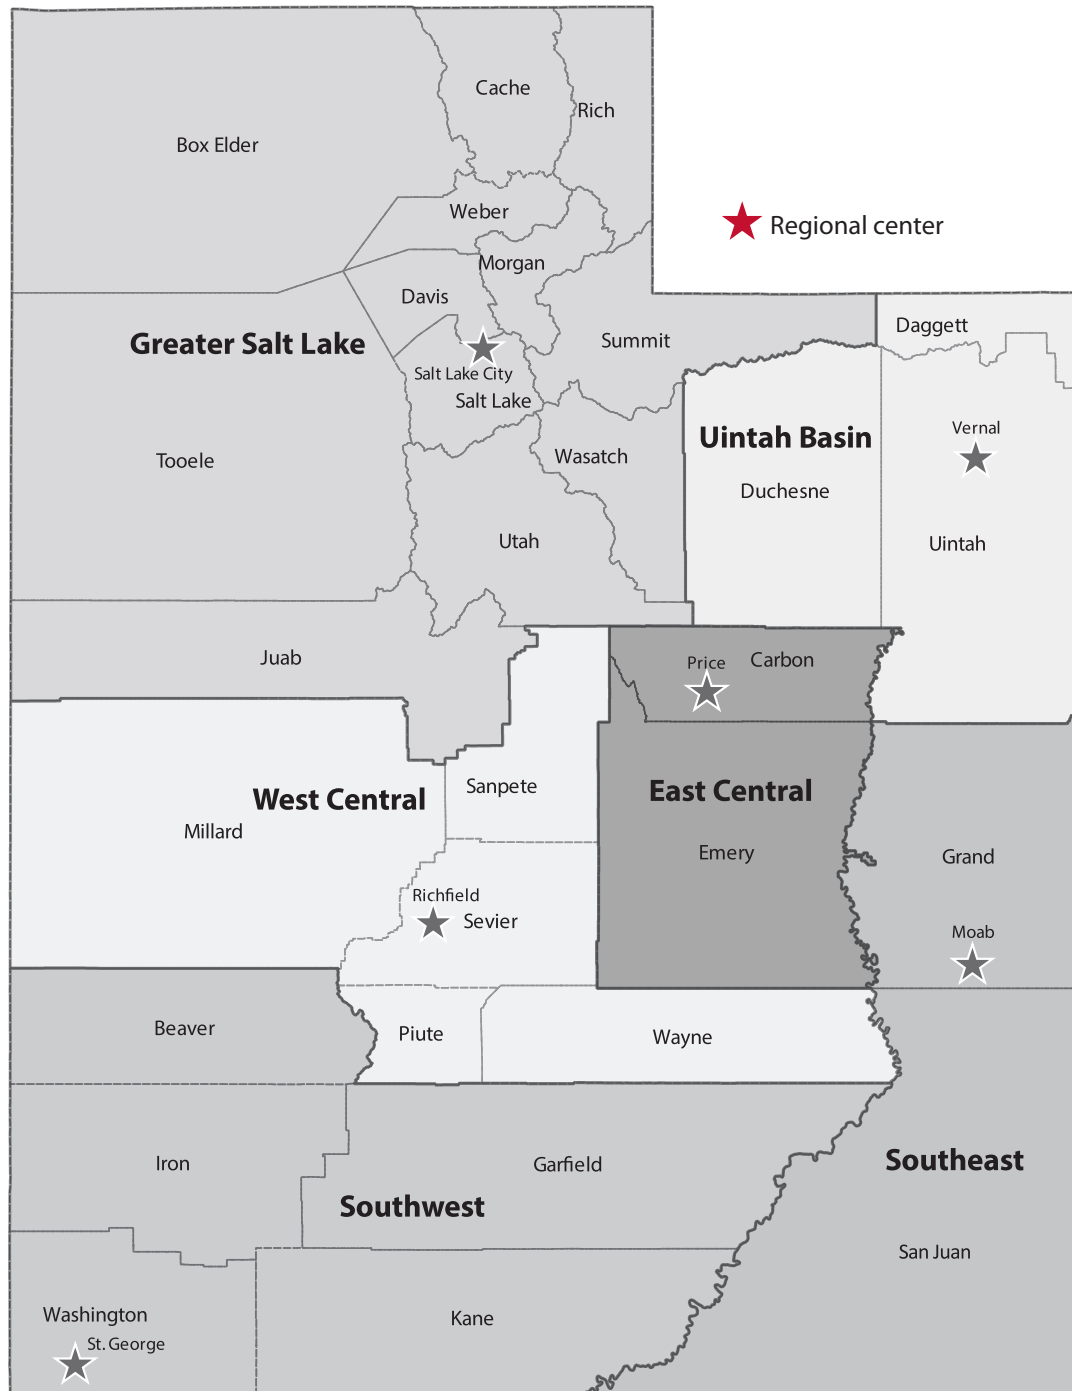 Cache
Rich
Box Elder
Weber
Regional center
Morgan
Davis
Daggett
Greater Salt Lake
Summit
Salt Lake City
Salt Lake
Vernal
Uintah Basin
Wasatch
Tooele
Duchesne
Utah
Uintah
Juab
Price
Carbon
Sanpete
East Central
West Central
Millard
Emery
Grand
Richfield
Sevier
Moab
Beaver
Piute
Wayne
Iron
Garfield
Southeast
Southwest
San Juan
Washington
Kane
St. George